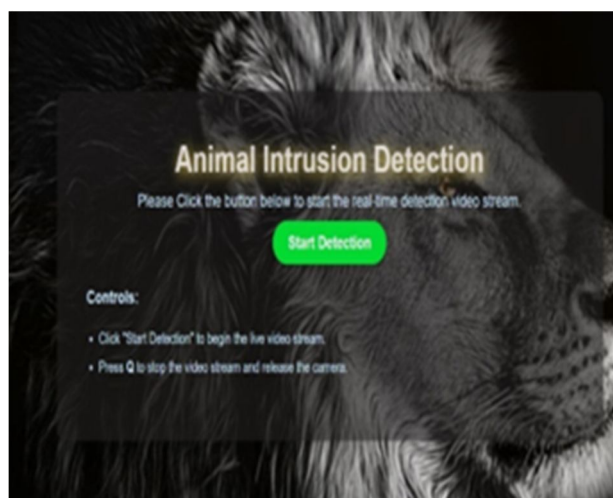 Animal Intrusion Detection
Please Click the button below to start the real-time detection video stream.
Start Detection
Controls:
• Click "Start Detection" to begin the live video stream.
• Press Q to stop the video stream and release the camera.